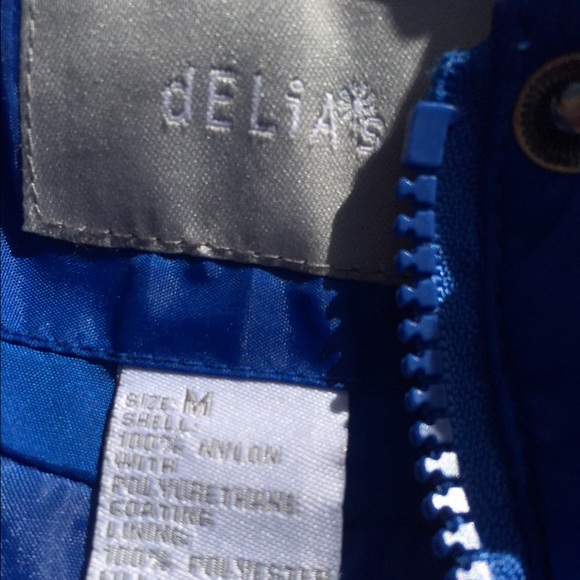 dELiA*S
SIZE: M
SHELL:
100% NYLON
WITH
POLYURETHANE
COATING
LINING:
100% POLYESTER